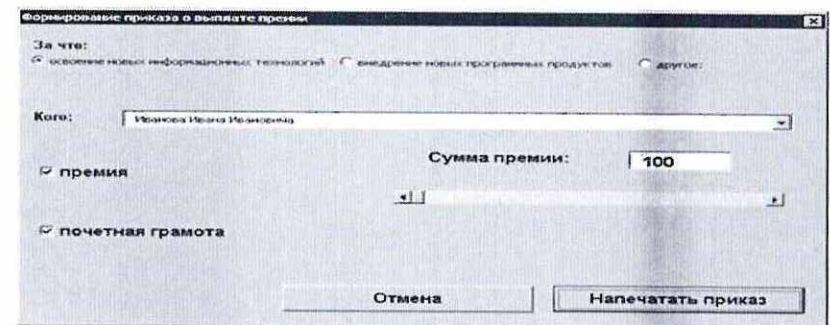 Формирование приказа о выплате премии
За что:
освоение новых информационных технологий внедрение новых программных продуктов другое:
Кого: Иванова Ивана Ивановича
премия Сумма премии: 100
почетная грамота
Отмена Напечатать приказ